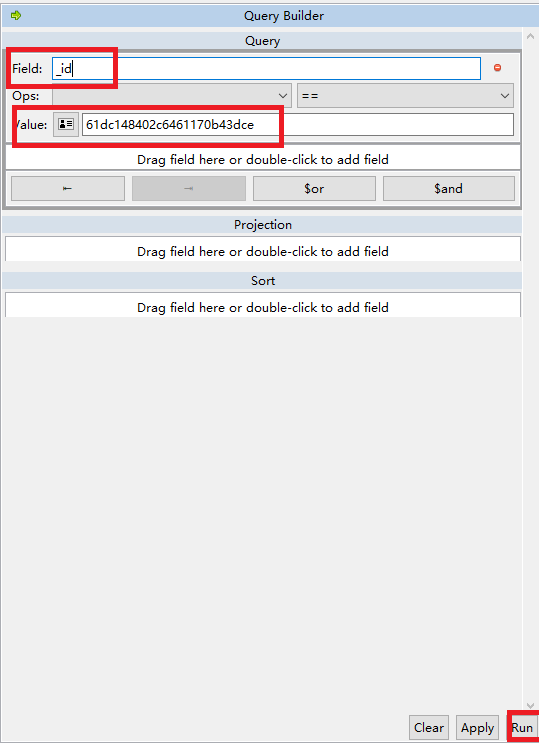 Query Builder
Query
Field: _id
Ops: ==
Value: 61dc148402c6461170b43dce
Drag field here or double-click to add field
$or $and
Projection
Drag field here or double-click to add field
Sort
Drag field here or double-click to add field
Clear Apply Run